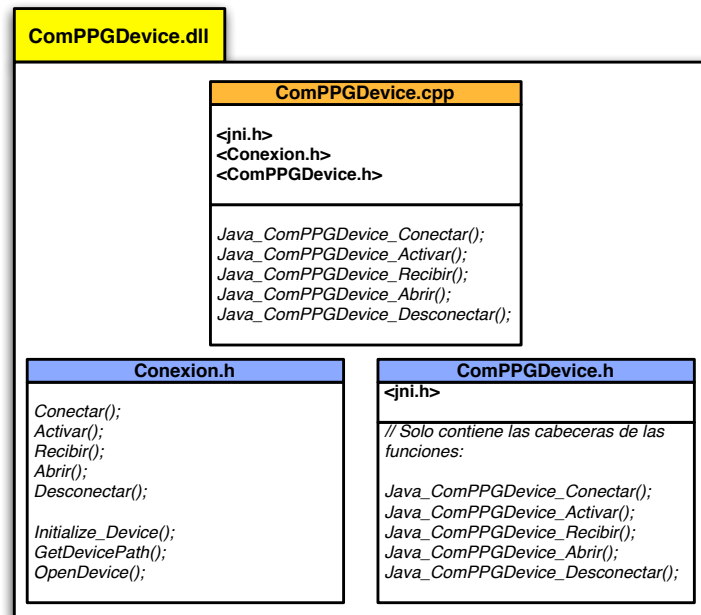 ComPPGDevice.dll
ComPPGDevice.cpp
<jni.h>
<Conexion.h>
<ComPPGDevice.h>
Java_ComPPGDevice_Conectar();
Java_ComPPGDevice_Activar();
Java_ComPPGDevice_Recibir();
Java_ComPPGDevice_Abrir();
Java_ComPPGDevice_Desconectar();
Conexion.h
Conectar();
Activar();
Recibir();
Abrir();
Desconectar();
Initialize_Device();
GetDevicePath();
OpenDevice();
ComPPGDevice.h
<jni.h>
// Solo contiene las cabeceras de las
funciones:
Java_ComPPGDevice_Conectar();
Java_ComPPGDevice_Activar();
Java_ComPPGDevice_Recibir();
Java_ComPPGDevice_Abrir();
Java_ComPPGDevice_Desconectar();